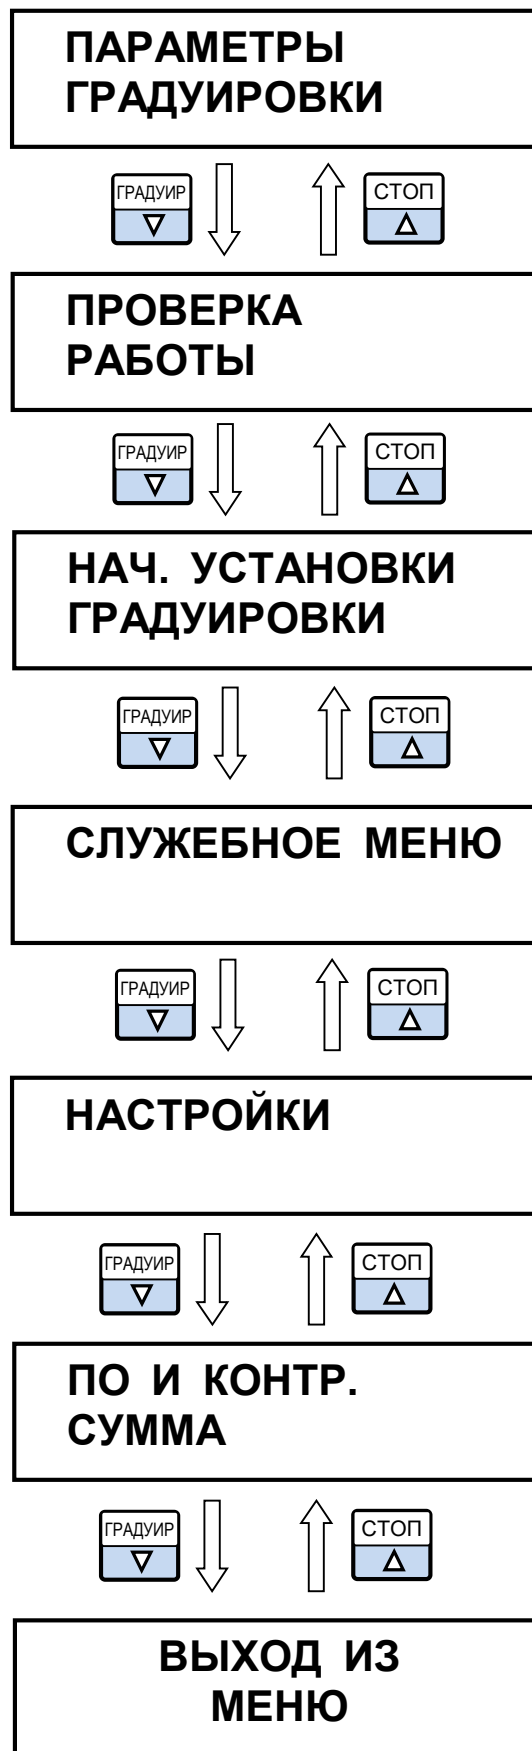 ПАРАМЕТРЫ
ГРАДУИРОВКИ
ГРАДУИР СТОП
ПРОВЕРКА
РАБОТЫ
ГРАДУИР СТОП
НАЧ. УСТАНОВКИ
ГРАДУИРОВКИ
ГРАДУИР СТОП
СЛУЖЕБНОЕ МЕНЮ
ГРАДУИР СТОП
НАСТРОЙКИ
ГРАДУИР СТОП
ПО И КОНТР.
СУММА
ГРАДУИР СТОП
ВЫХОД ИЗ
МЕНЮ